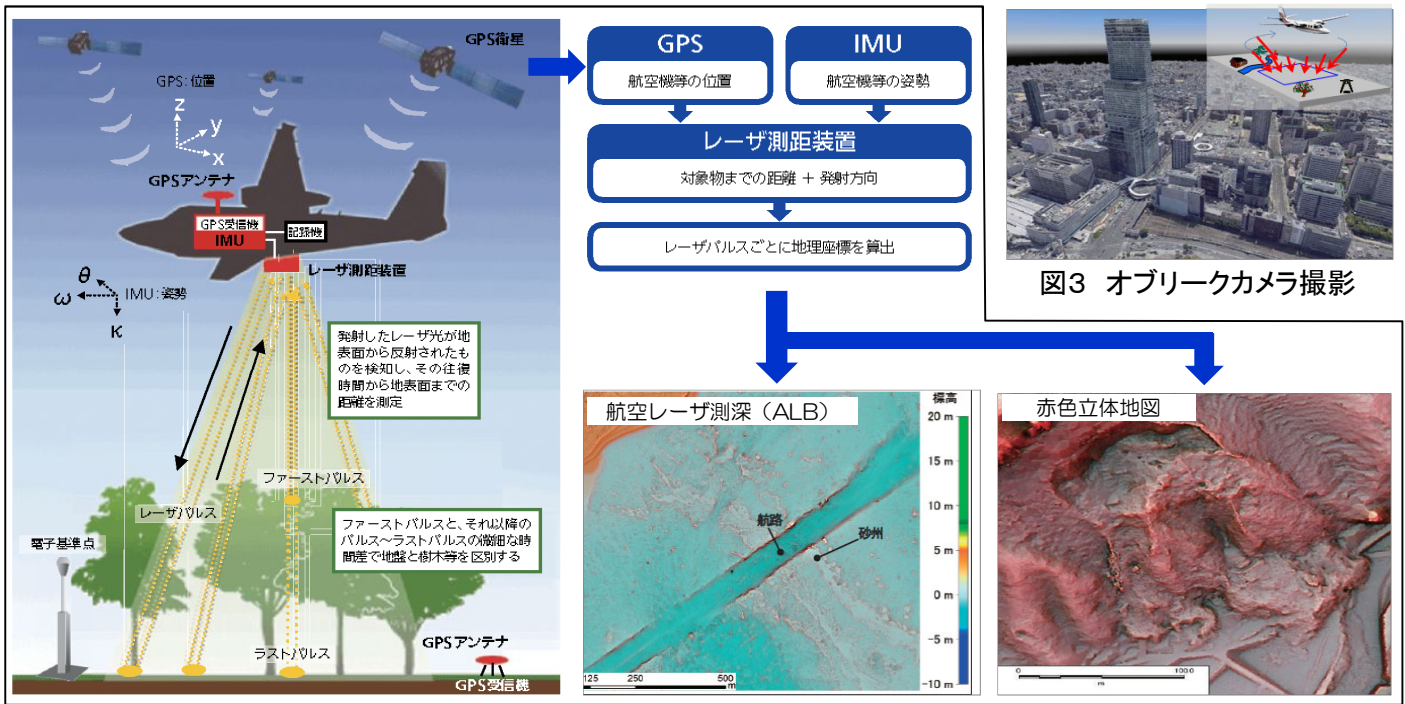 GPS衛星
GPS:位置
z
y
x
GPSアンテナ
GPS受信機
IMU
記録機
レーザ測距装置
θ
ω
IMU:姿勢
κ
発射したレーザ光が地
表面から反射されたも
のを検知し、その往復
時間から地表面までの
距離を測定
ファーストパルス
レーザパルス
ファーストパルスと、それ以降の
パルス~ラストパルスの微細な時
間差で地盤と樹木等を区別する
電子基準点
ラストパルス
GPSアンテナ
GPS受信機
GPS
航空機等の位置
IMU
航空機等の姿勢
レーザ測距装置
対象物までの距離 + 発射方向
レーザパルスごとに地理座標を算出
図3 オブリークカメラ撮影
航空レーザ測深(ALB)
標高
20 m
15 m
10 m
5 m
0 m
-5 m
-10 m
航路
砂州
125 250 500
m
赤色立体地図
0 100.0
m